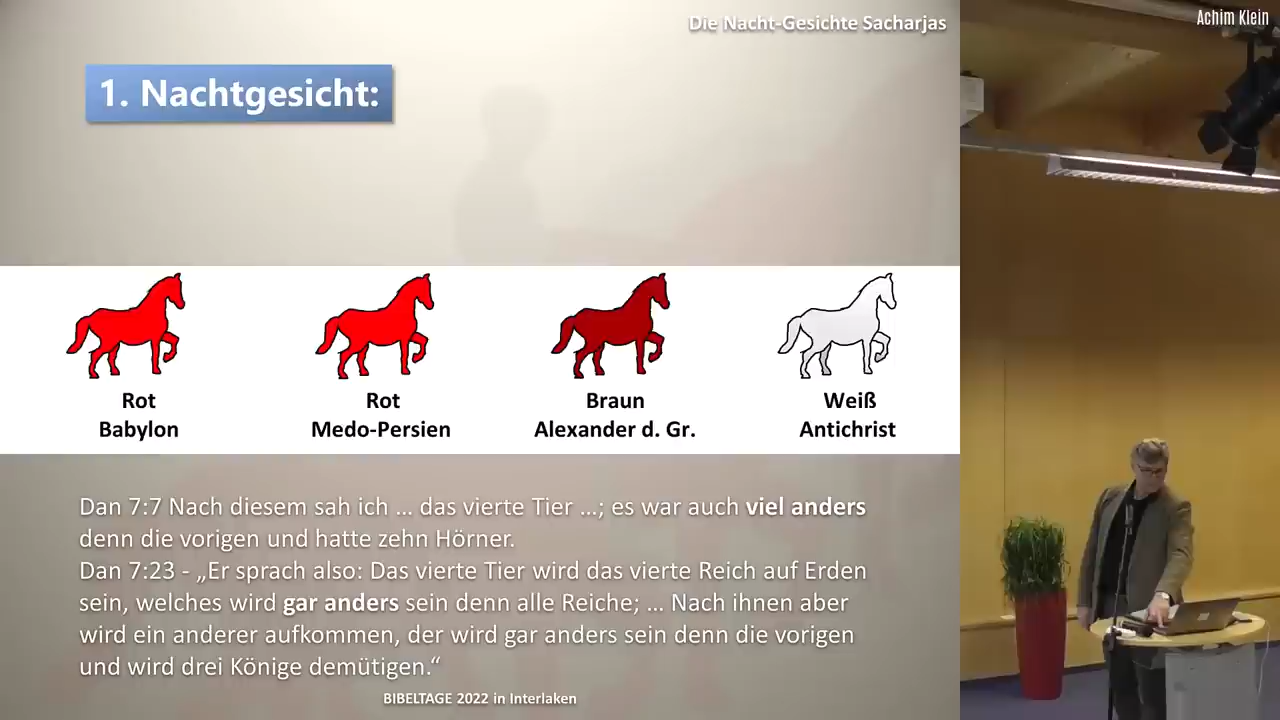 Die Nacht-Gesichte Sacharjas
Achim Klein
1. Nachtgesicht:
Rot
Babylon
Rot
Medo-Persien
Braun
Alexander d. Gr.
Weiß
Antichrist
Dan 7:7 Nach diesem sah ich ... das vierte Tier ...; es war auch viel anders
denn die vorigen und hatte zehn Hörner.
Dan 7:23 - „Er sprach also: Das vierte Tier wird das vierte Reich auf Erden
sein, welches wird gar anders sein denn alle Reiche; ... Nach ihnen aber
wird ein anderer aufkommen, der wird gar anders sein denn die vorigen
und wird drei Könige demütigen.“
BIBELTAGE 2022 in Interlaken